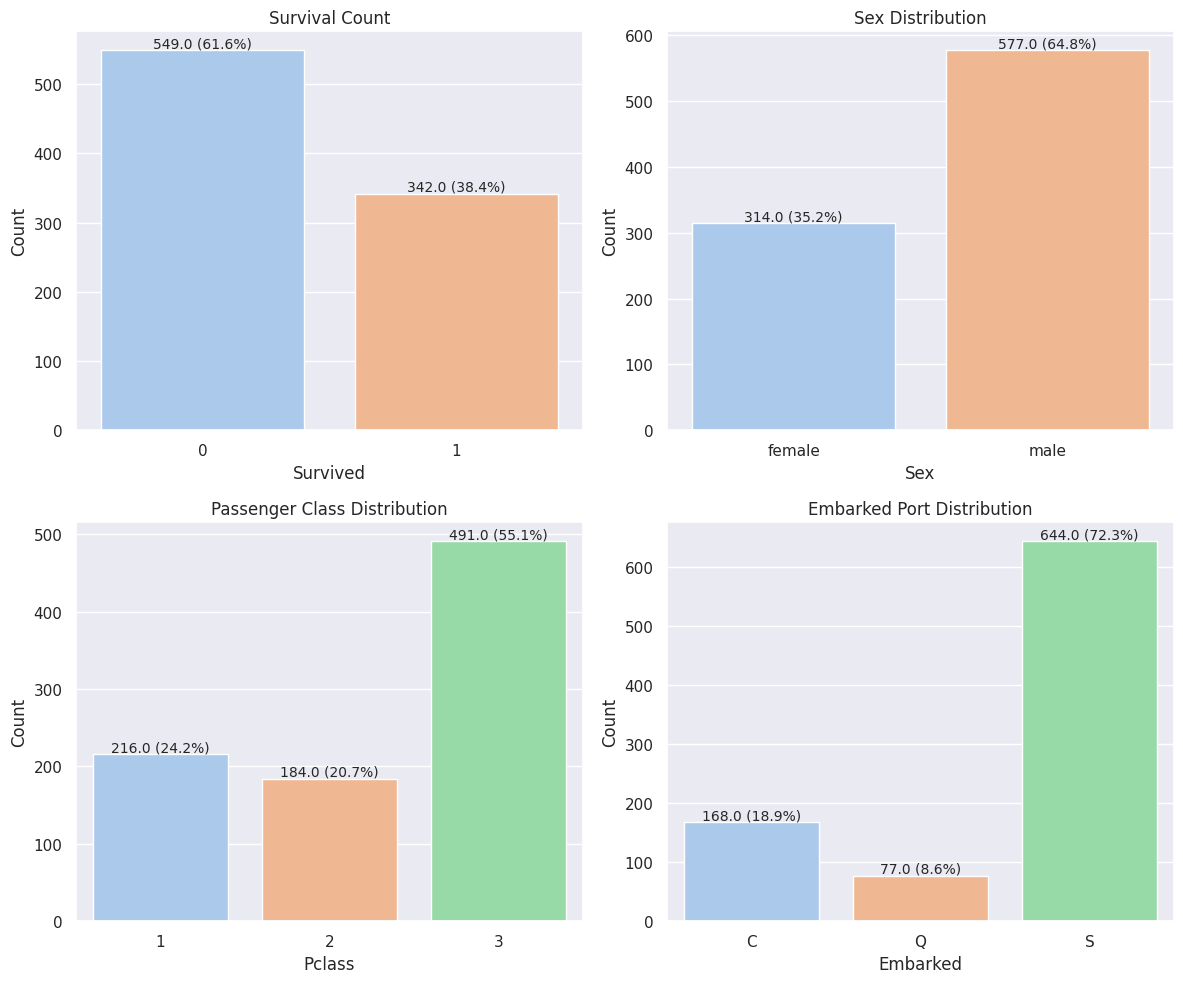 Survival Count
549.0 (61.6%)
342.0 (38.4%)
500
400
300
200
100
0
Count
0
1
Survived
Sex Distribution
577.0 (64.8%)
314.0 (35.2%)
600
500
400
300
200
100
0
Count
female
male
Sex
Passenger Class Distribution
491.0 (55.1%)
216.0 (24.2%)
184.0 (20.7%)
500
400
300
200
100
0
Count
1
2
3
Pclass
Embarked Port Distribution
644.0 (72.3%)
168.0 (18.9%)
77.0 (8.6%)
600
500
400
300
200
100
0
Count
C
Q
S
Embarked